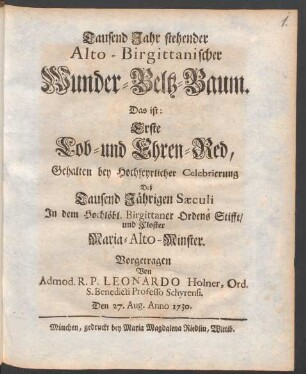 1.
Tausend Jahr stehender
Alto-Birgittanischer
Wunder-Beltz-Baum.
Das ist:
Erste
Lob- und Ehren-Red,
Gehalten bey Hochfeyrlicher Celebrierung
Deß
Tausend Jährigen Sæculi
In dem Hochlöbl. Birgittaner Ordens Stifft/
und Closter
Maria-Alto-Minster.
Vorgetragen
Von
Admod. R. P. LEONARDO Holner, Ord.
S. Benedicti Professo Schyrensi.
Den 27. Aug. Anno 1730.
München, gedruckt bey Maria Magdalena Riedlin, Wittib.